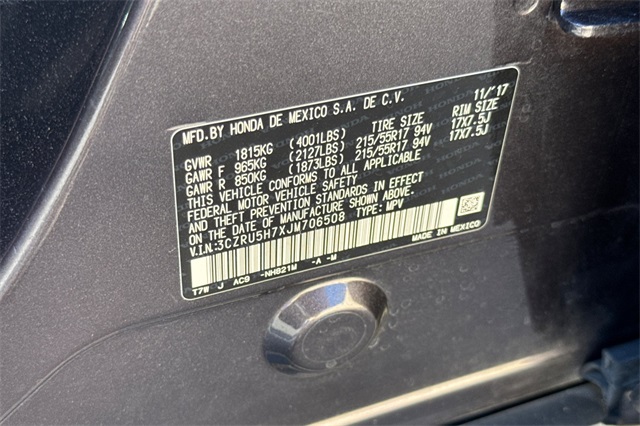 MFD.BY HONDA DE MEXICO S.A. DE C.V. 11/'17
TIRE SIZE RIM SIZE
GVWR 1815KG (4001LBS)
GAWR F 965KG (2127LBS) 215/55R17 94V 17X7.5J
GAWR R 850KG (1873LBS) 215/55R17 94V 17X7.5J
THIS VEHICLE CONFORMS TO ALL APPLICABLE
FEDERAL MOTOR VEHICLE SAFETY
AND THEFT PREVENTION STANDARDS IN EFFECT
ON THE DATE OF MANUFACTURE SHOWN ABOVE.
V.I.N:3CZRU5H7XJM706508 TYPE: MPV
T7W J AC9 -NH821M -A -M MADE IN MEXICO